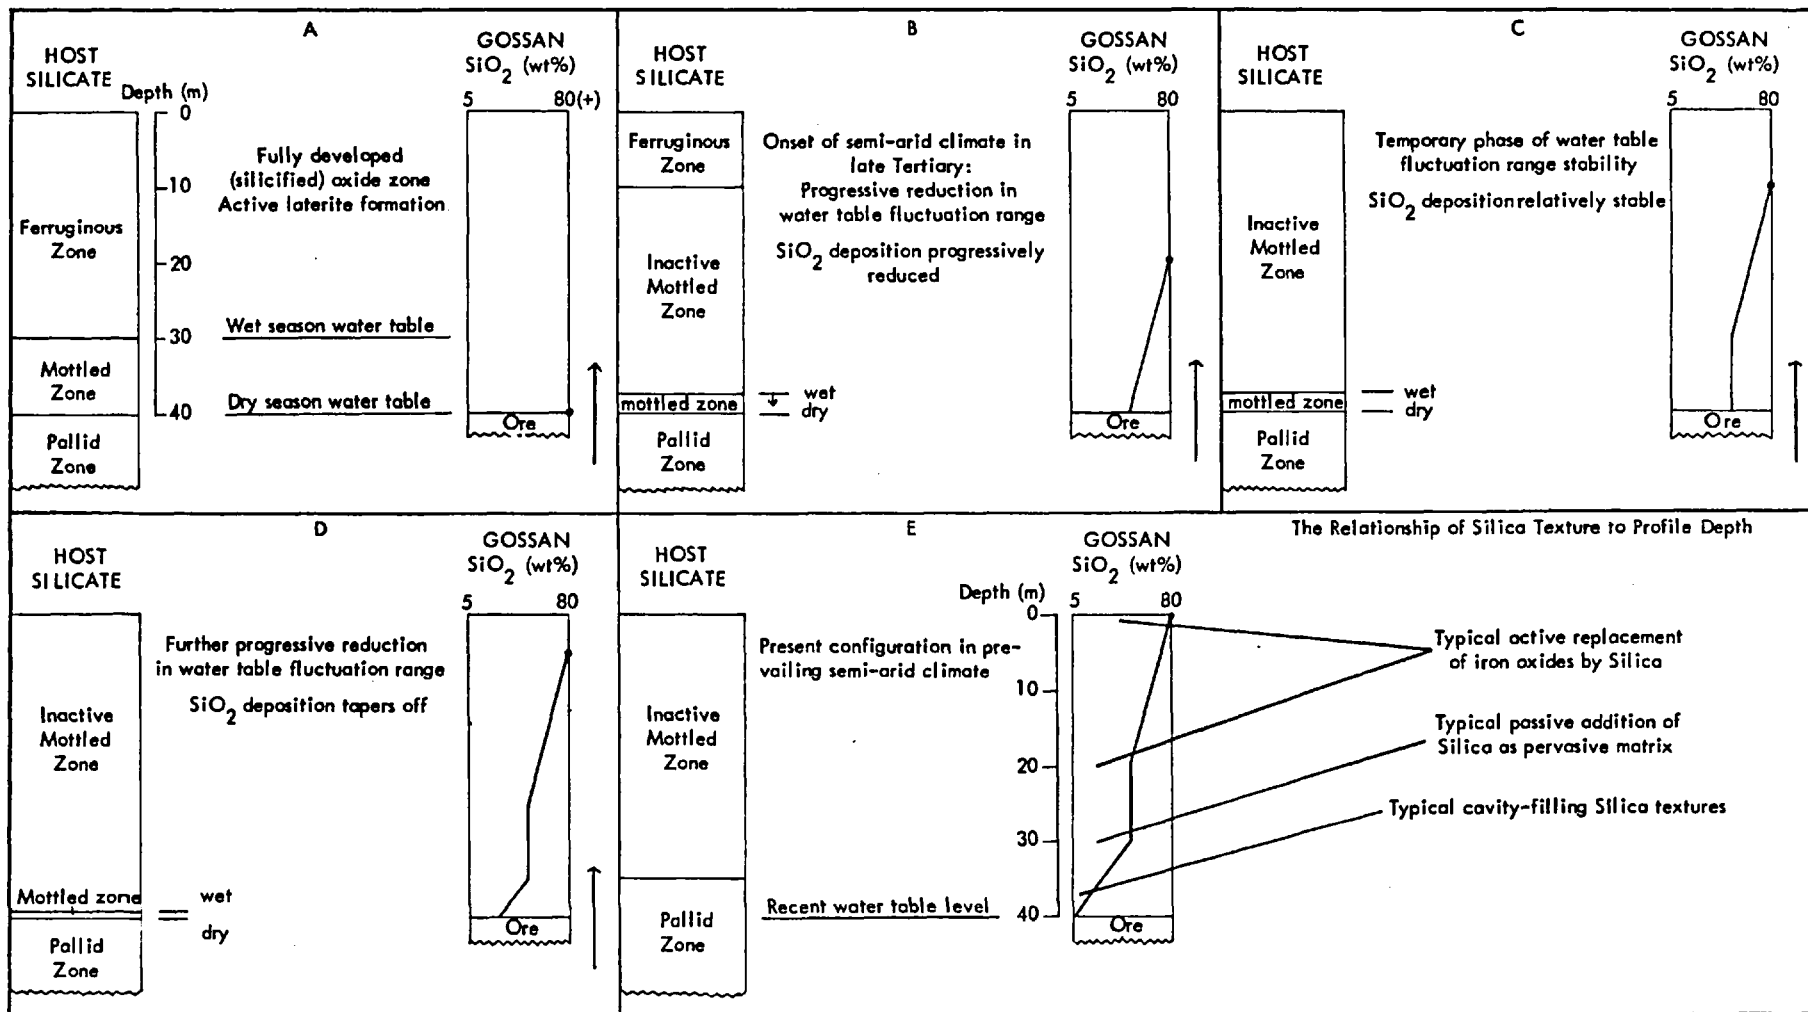 A
HOST
SILICATE
Depth (m)
GOSSAN
SiO2 (wt%)
5 80(+)
0
10
20
30
40
Ferruginous
Zone
Mottled
Zone
Pallid
Zone
Fully developed
(silicified) oxide zone
Active laterite formation
Wet season water table
Dry season water table
Ore
B
HOST
SILICATE
GOSSAN
SiO2 (wt%)
5 80
Ferruginous
Zone
Inactive
Mottled
Zone
mottled zone
Pallid
Zone
Onset of semi-arid climate in
late Tertiary:
Progressive reduction in
water table fluctuation range
SiO2 deposition progressively
reduced
wet
dry
Ore
C
HOST
SILICATE
GOSSAN
SiO2 (wt%)
5 80
Inactive
Mottled
Zone
mottled zone
Pallid
Zone
Temporary phase of water table
fluctuation range stability
SiO2 deposition relatively stable
wet
dry
Ore
D
HOST
SILICATE
GOSSAN
SiO2 (wt%)
5 80
Inactive
Mottled
Zone
Mottled zone
Pallid
Zone
Further progressive reduction
in water table fluctuation range
SiO2 deposition tapers off
wet
dry
Ore
E
HOST
SILICATE
GOSSAN
SiO2 (wt%)
Depth (m)
5 80
0
10
20
30
40
Inactive
Mottled
Zone
Pallid
Zone
Present configuration in pre-
vailing semi-arid climate
Recent water table level
Ore
The Relationship of Silica Texture to Profile Depth
Typical active replacement
of iron oxides by Silica
Typical passive addition of
Silica as pervasive matrix
Typical cavity-filling Silica textures